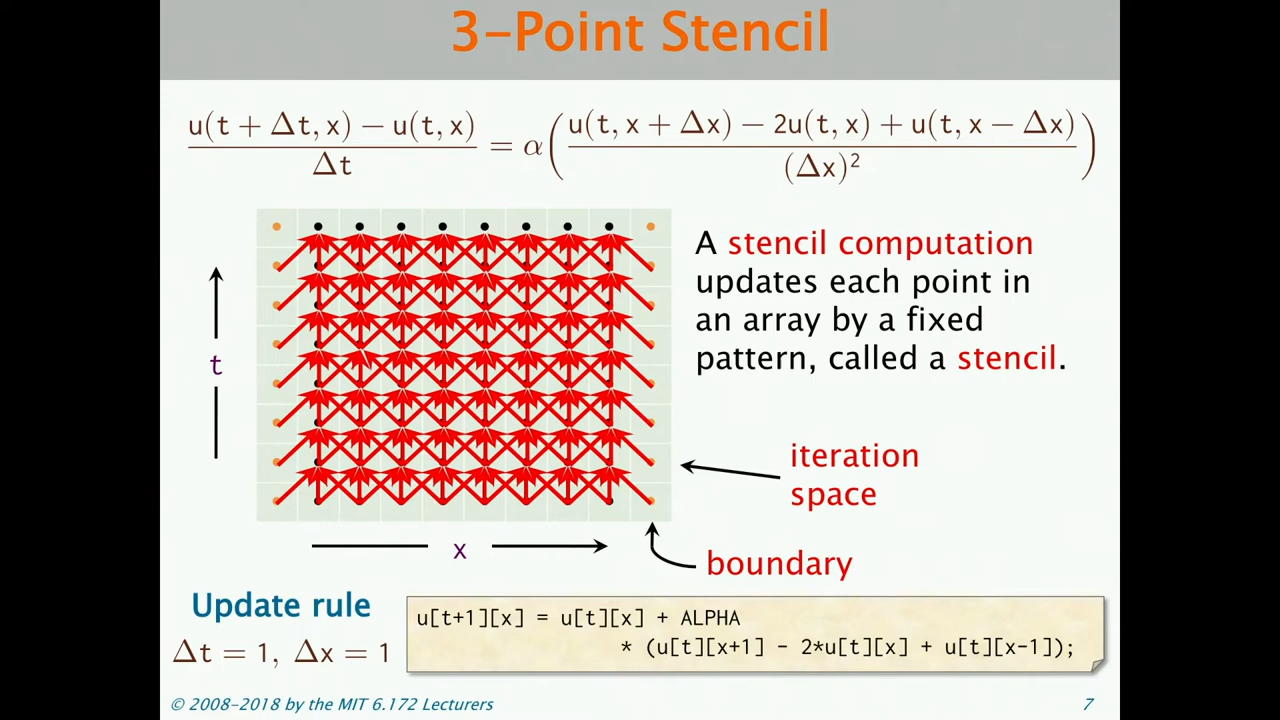 3-Point Stencil
u(t + Δt, x) − u(t, x)
Δt
= α( u(t, x + Δx) − 2u(t, x) + u(t, x − Δx)
(Δx)² )
A stencil computation
updates each point in
an array by a fixed
pattern, called a stencil.
t
iteration
space
x
boundary
Update rule
Δt = 1, Δx = 1
u[t+1][x] = u[t][x] + ALPHA
* (u[t][x+1] - 2*u[t][x] + u[t][x-1]);
© 2008-2018 by the MIT 6.172 Lecturers
7